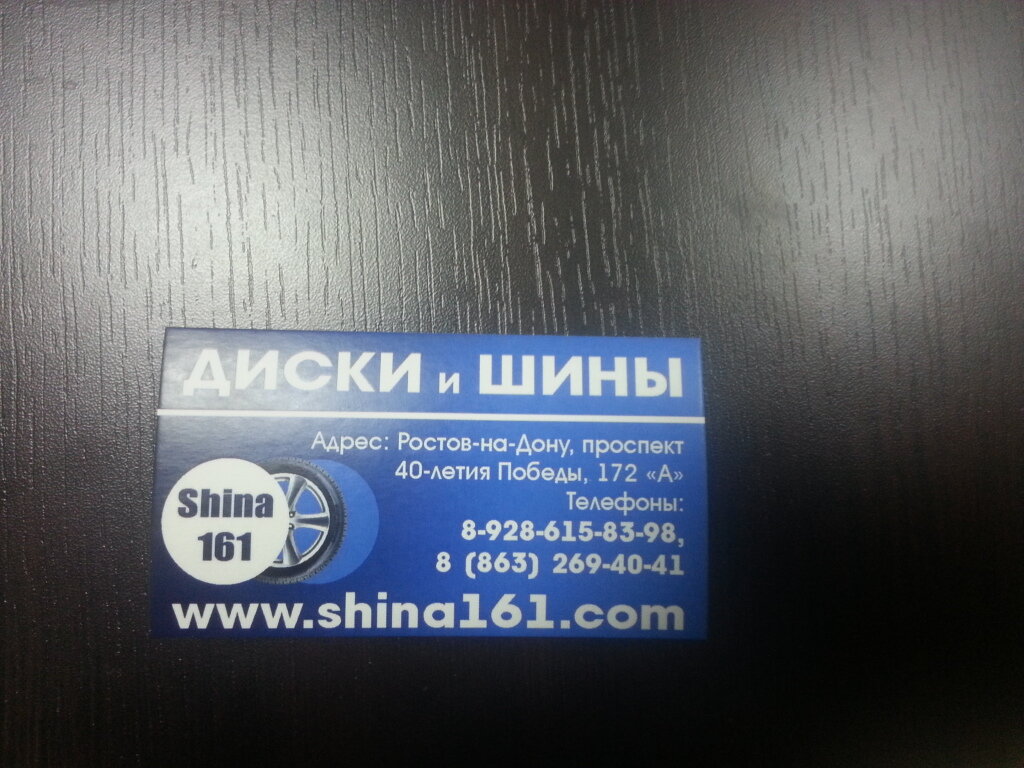 ДИСКИ и ШИНЫ
Адрес: Ростов-на-Дону, проспект
40-летия Победы, 172 «А»
Телефоны:
8-928-615-83-98,
8 (863) 269-40-41
Shina
161
www.shina161.com